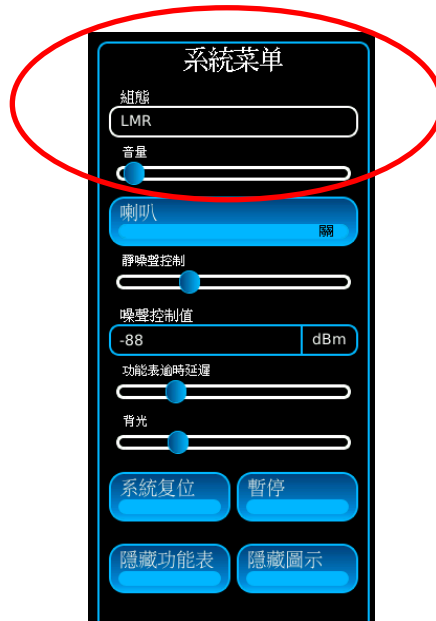 系統菜单
組態
LMR
音量
喇叭
關
靜噪聲控制
噪聲控制值
-88 dBm
功能表逾時延遲
背光
系統复位 暫停
隱藏功能表 隱藏圖示